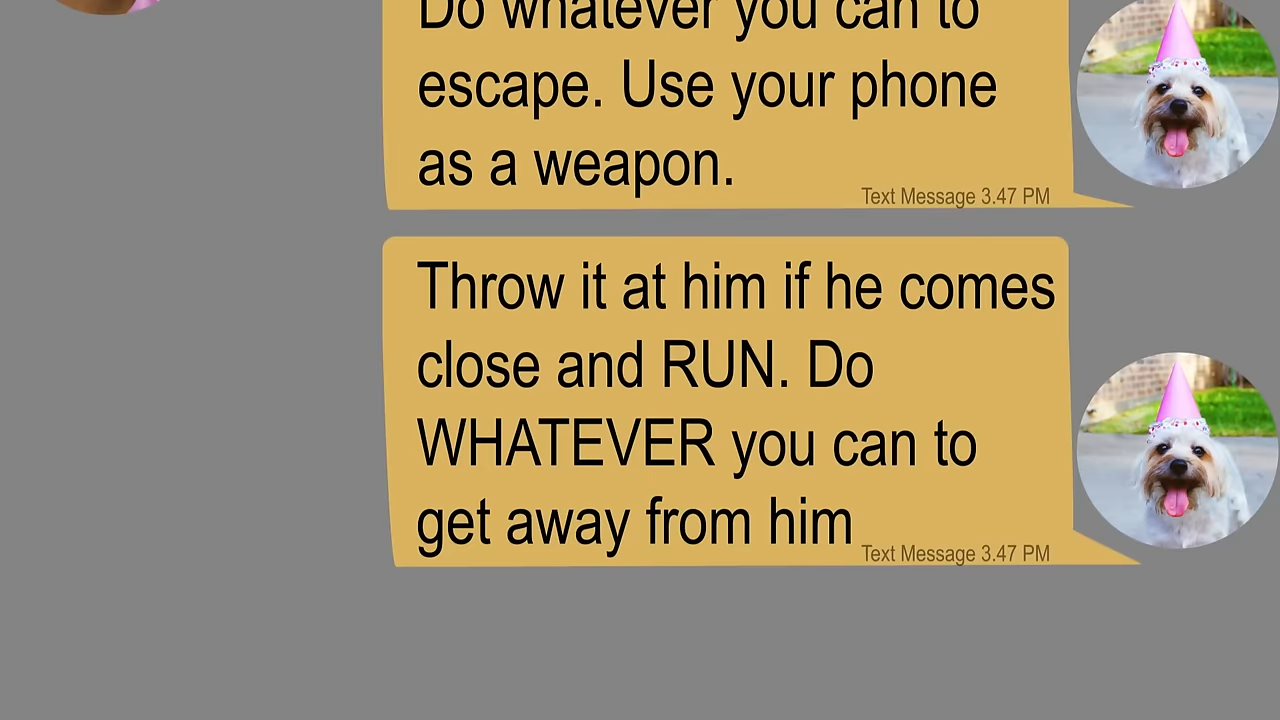 Do whatever you can to
escape. Use your phone
as a weapon.
Text Message 3.47 PM
Throw it at him if he comes
close and RUN. Do
WHATEVER you can to
get away from him
Text Message 3.47 PM